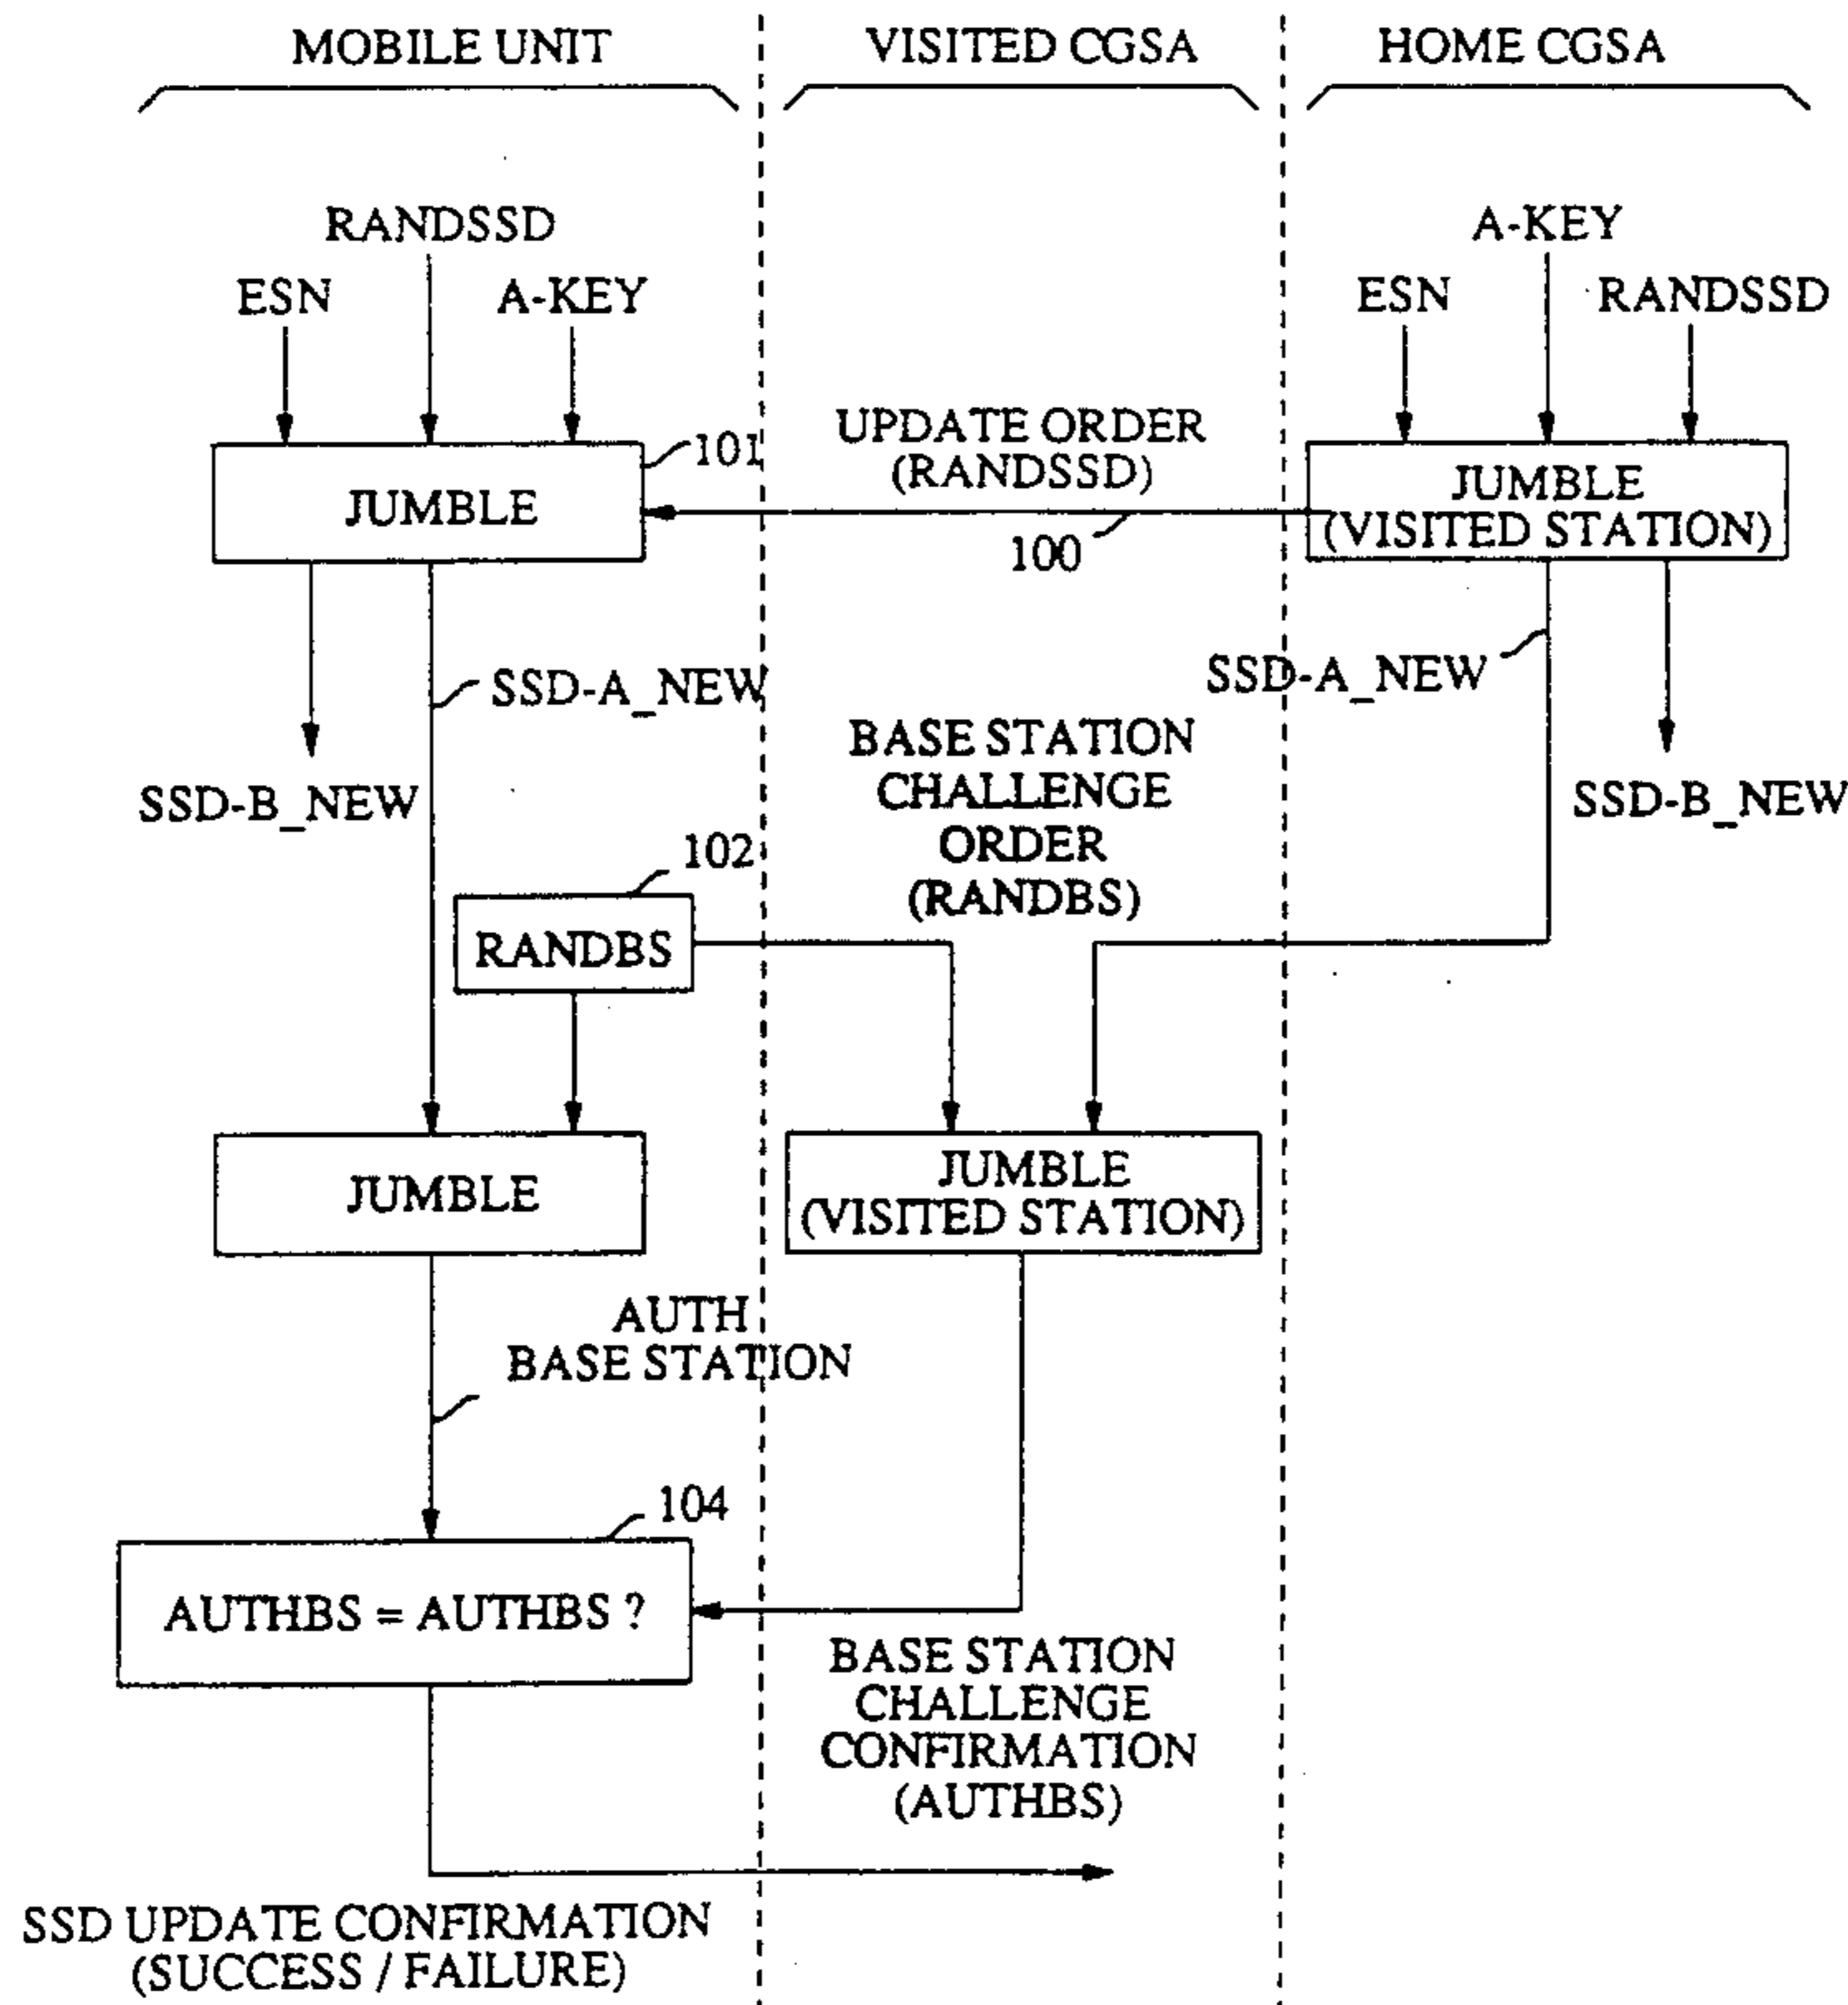 MOBILE UNIT
VISITED CGSA
HOME CGSA
RANDSSD
A-KEY
ESN
A-KEY
ESN
RANDSSD
UPDATE ORDER
(RANDSSD)
101
JUMBLE
JUMBLE
(VISITED STATION)
100
SSD-A_NEW
SSD-A_NEW
BASE STATION
CHALLENGE
ORDER
(RANDBS)
SSD-B_NEW
SSD-B_NEW
102
RANDBS
JUMBLE
JUMBLE
(VISITED STATION)
AUTH
BASE STATION
104
AUTHBS = AUTHBS ?
BASE STATION
CHALLENGE
CONFIRMATION
(AUTHBS)
SSD UPDATE CONFIRMATION
(SUCCESS / FAILURE)